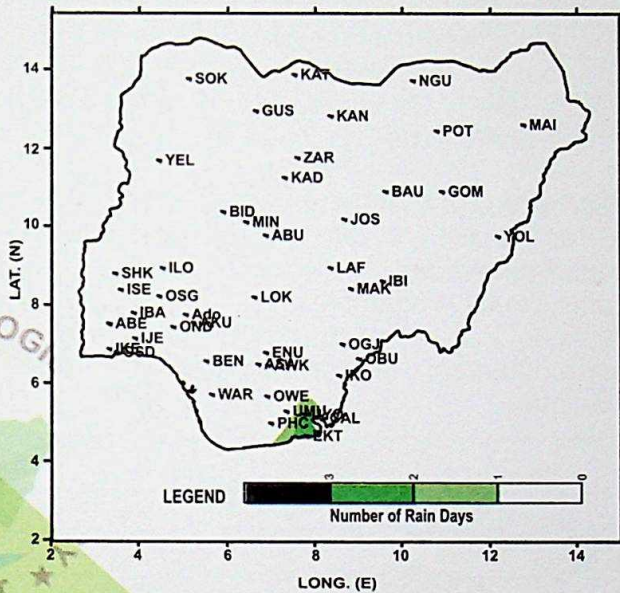 LAT. (N)
14
12
10
8
6
4
2
SOK
KAT
NGU
GUS
KAN
POT
MAI
YEL
ZAR
KAD
BAU
GOM
BID
MIN
JOS
ABU
YOL
SHK
ILO
LAF
IBI
ISE
MAK
OSG
LOK
IBA
Ado
AKU
ABE
OND
IJE
IKE
OSD
OGJ
ENU
OBU
BEN
ASA
AWK
IKO
WAR
OWE
UMU
UYO
CAL
PHC
EKT
LEGEND
3
2
1
0
Number of Rain Days
2
4
6
8
10
12
14
LONG. (E)